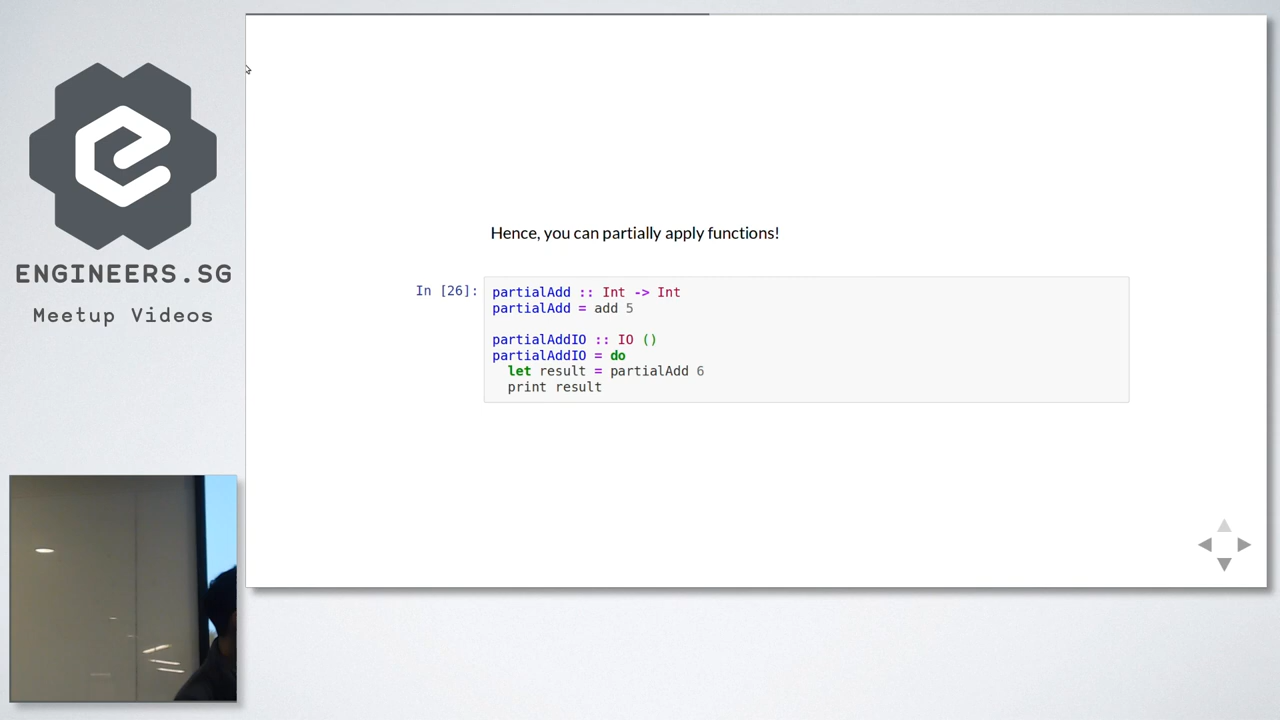 ENGINEERS.SG
Meetup Videos
Hence, you can partially apply functions!
In [26]:
partialAdd :: Int -> Int
partialAdd = add 5
partialAddIO :: IO ()
partialAddIO = do
let result = partialAdd 6
print result